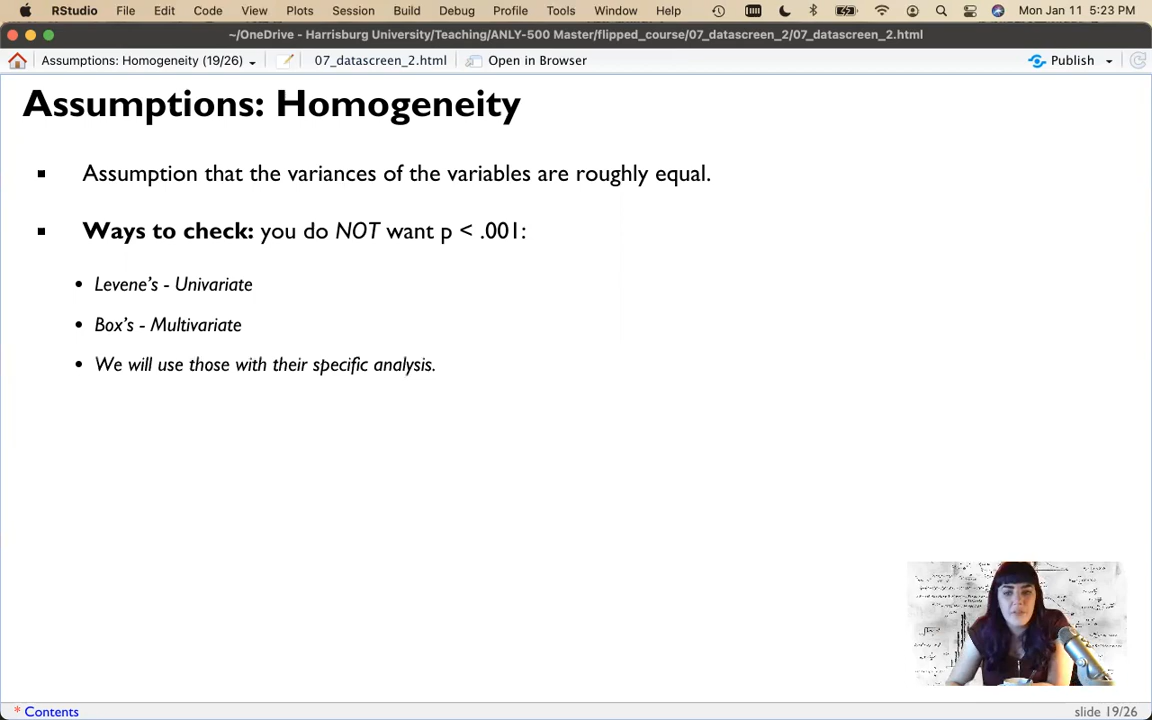 RStudio File Edit Code View Plots Session Build Debug Profile Tools Window Help Mon Jan 11 5:23 PM
~/OneDrive - Harrisburg University/Teaching/ANLY-500 Master/flipped_course/07_datascreen_2/07_datascreen_2.html
Assumptions: Homogeneity (19/26) 07_datascreen_2.html Open in Browser Publish
Assumptions: Homogeneity
Assumption that the variances of the variables are roughly equal.
Ways to check: you do NOT want p < .001:
Levene’s - Univariate
Box’s - Multivariate
We will use those with their specific analysis.
* Contents slide 19/26